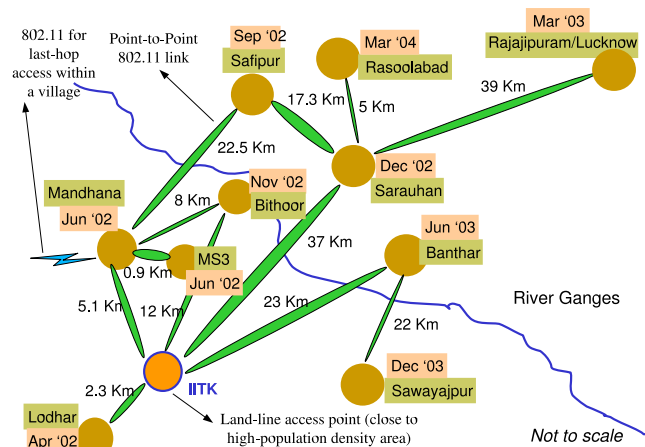 802.11 for
last-hop
access within
a village
Point-to-Point
802.11 link
Sep ‘02
Safipur
Mar ‘04
Rasoolabad
Mar ‘03
Rajajipuram/Lucknow
17.3 Km
5 Km
39 Km
22.5 Km
Mandhana
Jun ‘02
8 Km
Nov ‘02
Bithoor
Dec ‘02
Sarauhan
MS3
Jun ‘02
0.9 Km
37 Km
Jun ‘03
Banthar
5.1 Km
12 Km
23 Km
22 Km
River Ganges
IITK
2.3 Km
Dec ‘03
Sawayajpur
Lodhar
Apr ‘02
Land-line access point (close to
high-population density area)
Not to scale